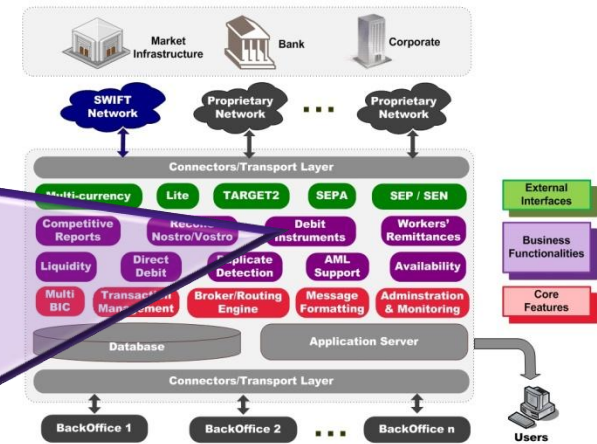 Market
Infrastructure
Bank
Corporate
SWIFT
Network
Proprietary
Network
Proprietary
Network
Connectors/Transport Layer
Multi-currency
Lite
TARGET2
SEPA
SEP / SEN
External
Interfaces
Competitive
Reports
Nostro/Vostro
Debit
Instruments
Workers'
Remittances
Business
Functionalities
Liquidity
Direct
Debit
Duplicate
Detection
AML
Support
Availability
Multi
BIC
Transaction
Management
Broker/Routing
Engine
Message
Formatting
Adminstration
& Monitoring
Core
Features
Database
Application Server
Connectors/Transport Layer
BackOffice 1
BackOffice 2
BackOffice n
Users